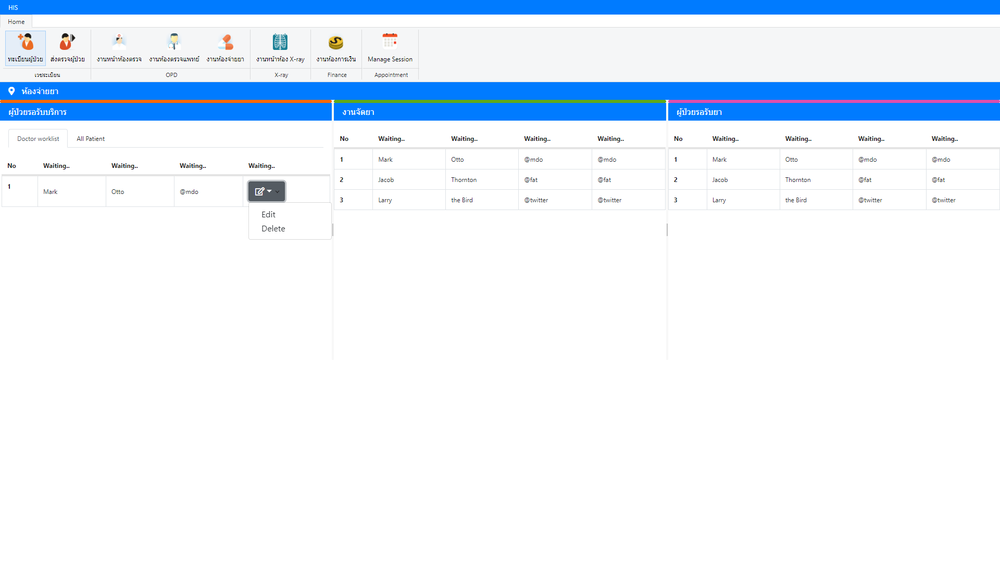 HIS
Home
ทะเบียนผู้ป่วย ส่งตรวจผู้ป่วย งานหน้าห้องตรวจ งานห้องตรวจแพทย์ งานห้องจ่ายยา งานหน้าห้อง X-ray งานห้องการเงิน Manage Session
เวชระเบียน OPD X-ray Finance Appointment
ห้องจ่ายยา
ผู้ป่วยรอรับบริการ
Doctor worklist All Patient
No Waiting.. Waiting.. Waiting.. Waiting..
1 Mark Otto @mdo
Edit
Delete
งานจัดยา
No Waiting.. Waiting.. Waiting.. Waiting..
1 Mark Otto @mdo @mdo
2 Jacob Thornton @fat @fat
3 Larry the Bird @twitter @twitter
ผู้ป่วยรอรับยา
No Waiting.. Waiting.. Waiting.. Waiting..
1 Mark Otto @mdo @mdo
2 Jacob Thornton @fat @fat
3 Larry the Bird @twitter @twitter